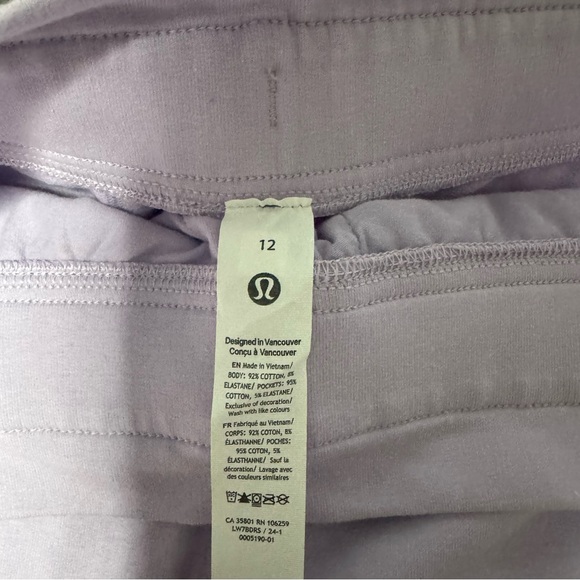 12
Designed in Vancouver
Conçu à Vancouver
EN Made in Vietnam/
BODY: 92% COTTON, 8%
ELASTANE/ POCKETS: 95%
COTTON, 5% ELASTANE/
Exclusive of decoration/
Wash with like colours
FR Fabriqué au Vietnam/
CORPS: 92% COTON, 8%
ÉLASTHANNE/ POCHES:
95% COTON, 5%
ÉLASTHANNE/ Sauf la
décoration/ Lavage avec
des couleurs similaires
CA 35801 RN 106259
LW7BDRS / 24-1
0005190-01